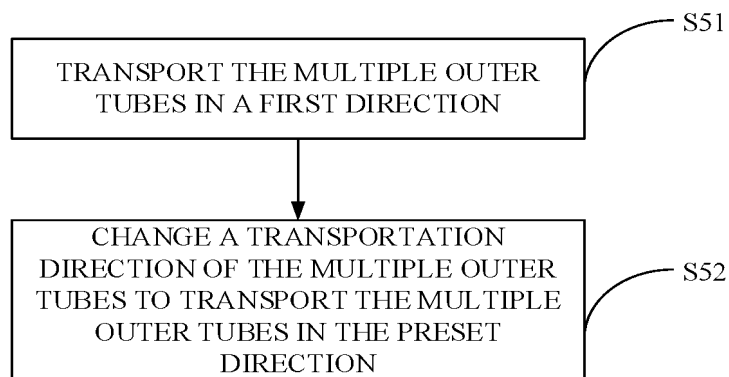 S51
TRANSPORT THE MULTIPLE OUTER
TUBES IN A FIRST DIRECTION
CHANGE A TRANSPORTATION
DIRECTION OF THE MULTIPLE OUTER
TUBES TO TRANSPORT THE MULTIPLE
OUTER TUBES IN THE PRESET
DIRECTION
S52